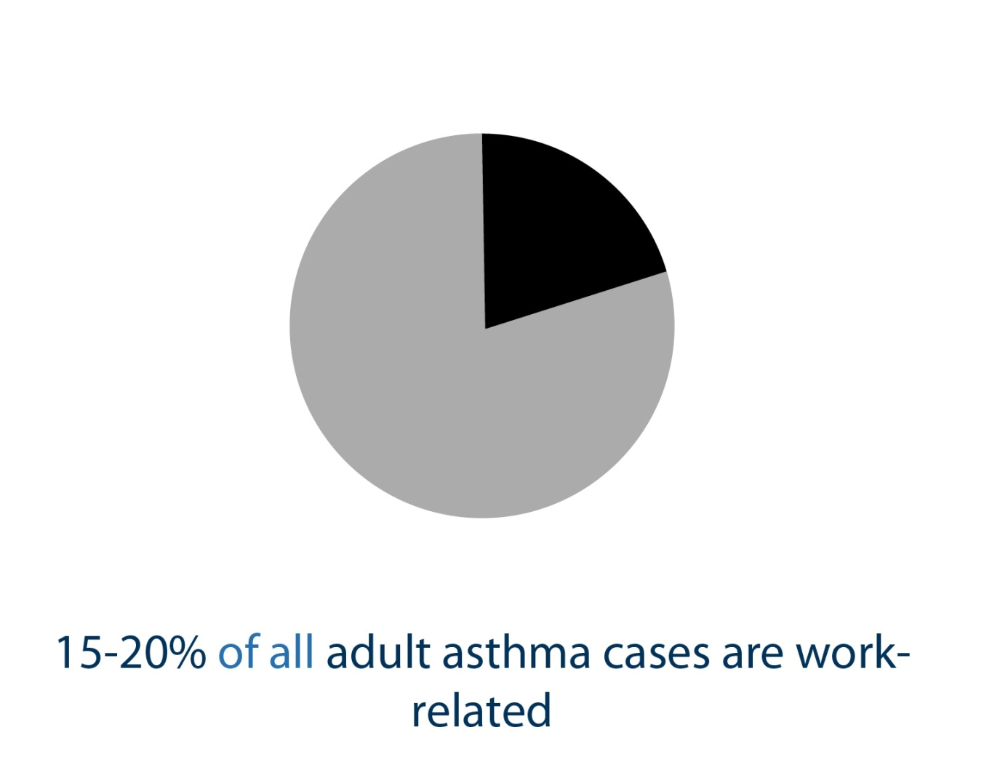 15-20% of all adult asthma cases are work-
related